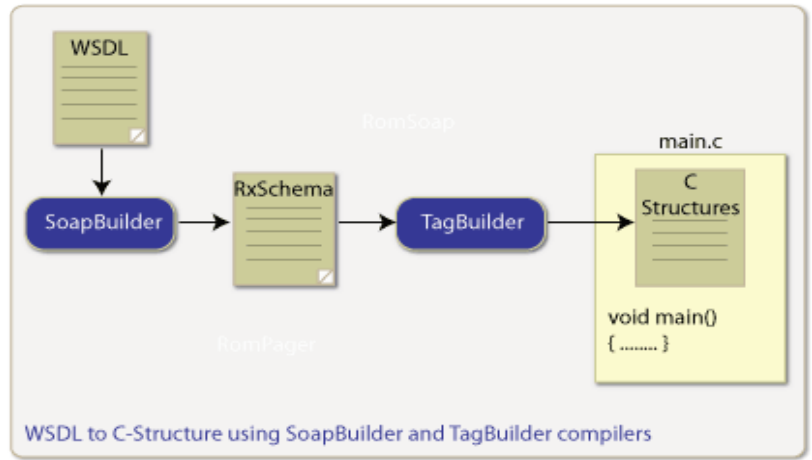 WSDL
RomSoap
main.c
RxSchema
C
Structures
SoapBuilder
TagBuilder
void main()
{ ........ }
RomPager
WSDL to C-Structure using SoapBuilder and TagBuilder compilers